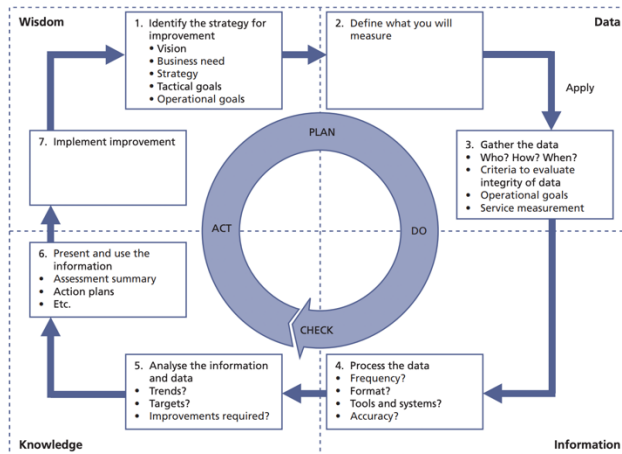 Wisdom
Data
1. Identify the strategy for
improvement
• Vision
• Business need
• Strategy
• Tactical goals
• Operational goals
2. Define what you will
measure
Apply
3. Gather the data
• Who? How? When?
• Criteria to evaluate
integrity of data
• Operational goals
• Service measurement
4. Process the data
• Frequency?
• Format?
• Tools and systems?
• Accuracy?
5. Analyse the information
and data
• Trends?
• Targets?
• Improvements required?
6. Present and use the
information
• Assessment summary
• Action plans
• Etc.
7. Implement improvement
PLAN
DO
CHECK
ACT
Knowledge
Information